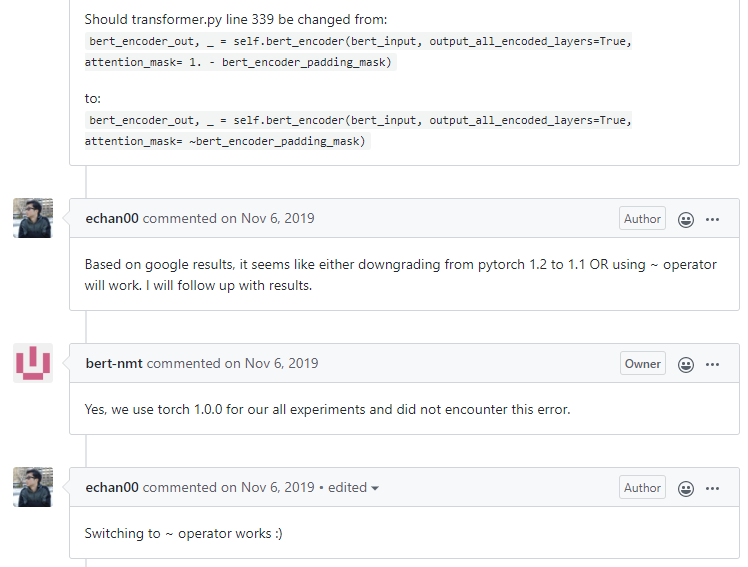 Should transformer.py line 339 be changed from:
bert_encoder_out, _ = self.bert_encoder(bert_input, output_all_encoded_layers=True,
attention_mask= 1. - bert_encoder_padding_mask)
to:
bert_encoder_out, _ = self.bert_encoder(bert_input, output_all_encoded_layers=True,
attention_mask= ~bert_encoder_padding_mask)
echan00 commented on Nov 6, 2019 Author
Based on google results, it seems like either downgrading from pytorch 1.2 to 1.1 OR using ~ operator
will work. I will follow up with results.
bert-nmt commented on Nov 6, 2019 Owner
Yes, we use torch 1.0.0 for our all experiments and did not encounter this error.
echan00 commented on Nov 6, 2019 • edited Author
Switching to ~ operator works :)